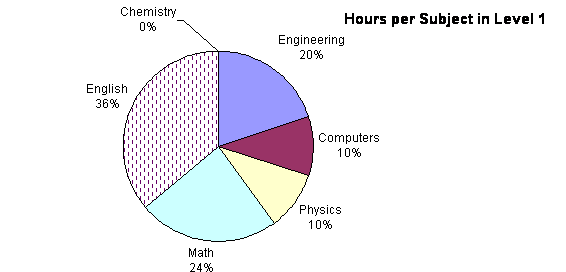 Hours per Subject in Level 1
Chemistry
0%
Engineering
20%
English
36%
Computers
10%
Physics
10%
Math
24%